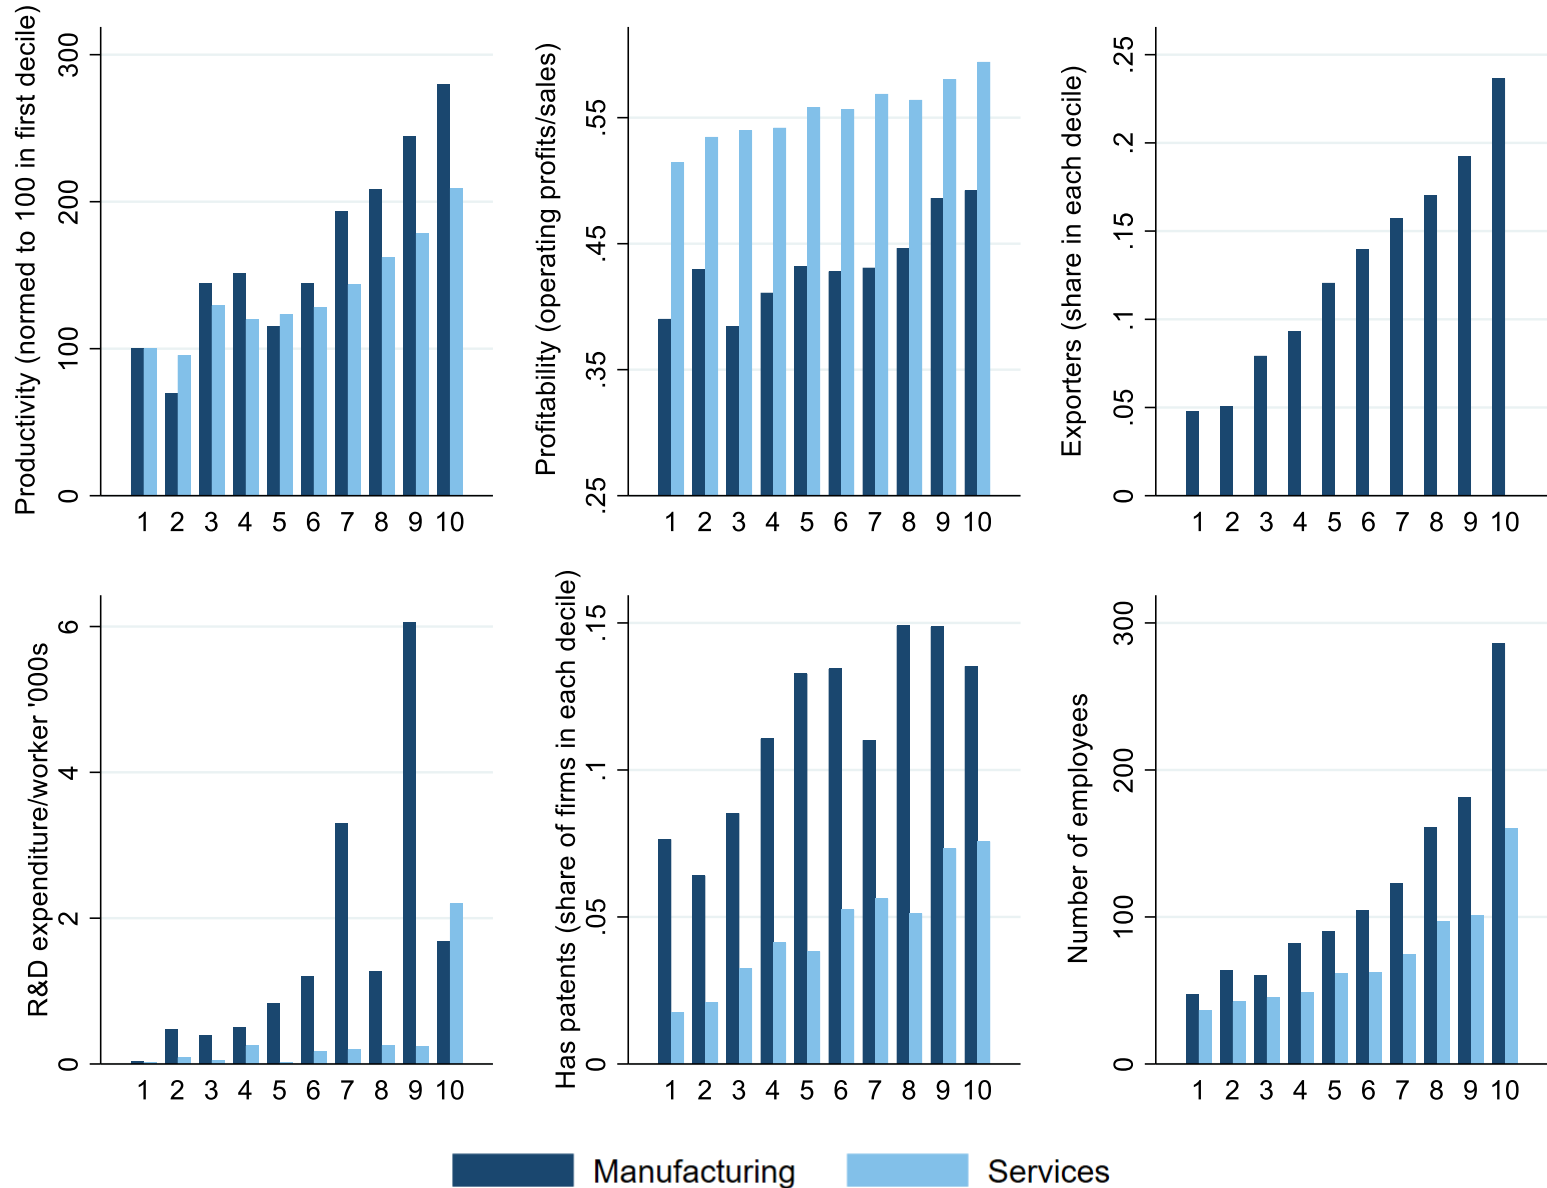 Productivity (normed to 100 in first decile)
300
200
100
0
1 2 3 4 5 6 7 8 9 10
Profitability (operating profits/sales)
.55
.45
.35
.25
1 2 3 4 5 6 7 8 9 10
Exporters (share in each decile)
.25
.2
.15
.1
.05
0
1 2 3 4 5 6 7 8 9 10
R&D expenditure/worker '000s
6
4
2
0
1 2 3 4 5 6 7 8 9 10
Has patents (share of firms in each decile)
.15
.1
.05
0
1 2 3 4 5 6 7 8 9 10
Number of employees
300
200
100
0
1 2 3 4 5 6 7 8 9 10
Manufacturing
Services